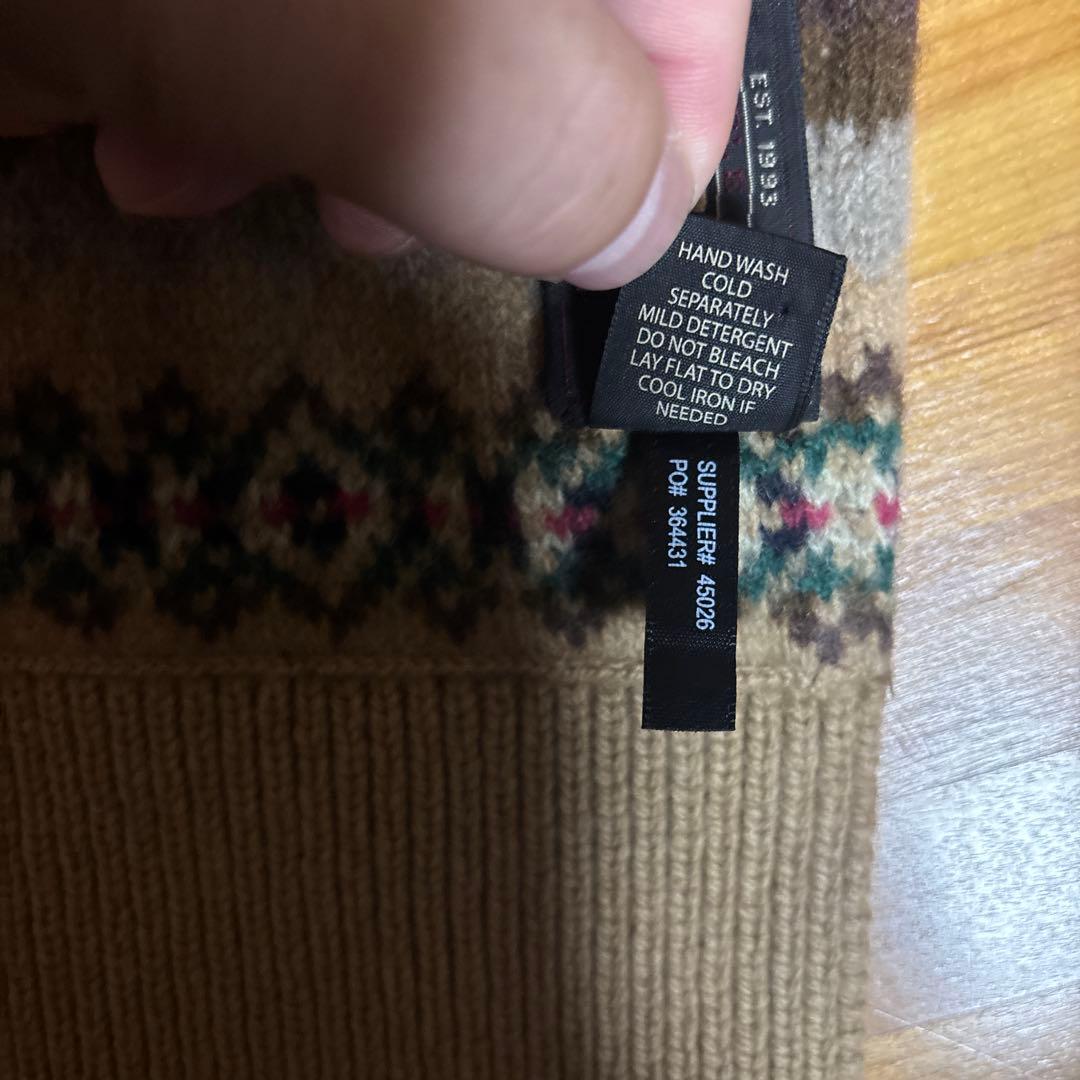 EST. 1993
HAND WASH
COLD
SEPARATELY
MILD DETERGENT
DO NOT BLEACH
LAY FLAT TO DRY
COOL IRON IF
NEEDED
SUPPLIER# 45026
PO# 364431